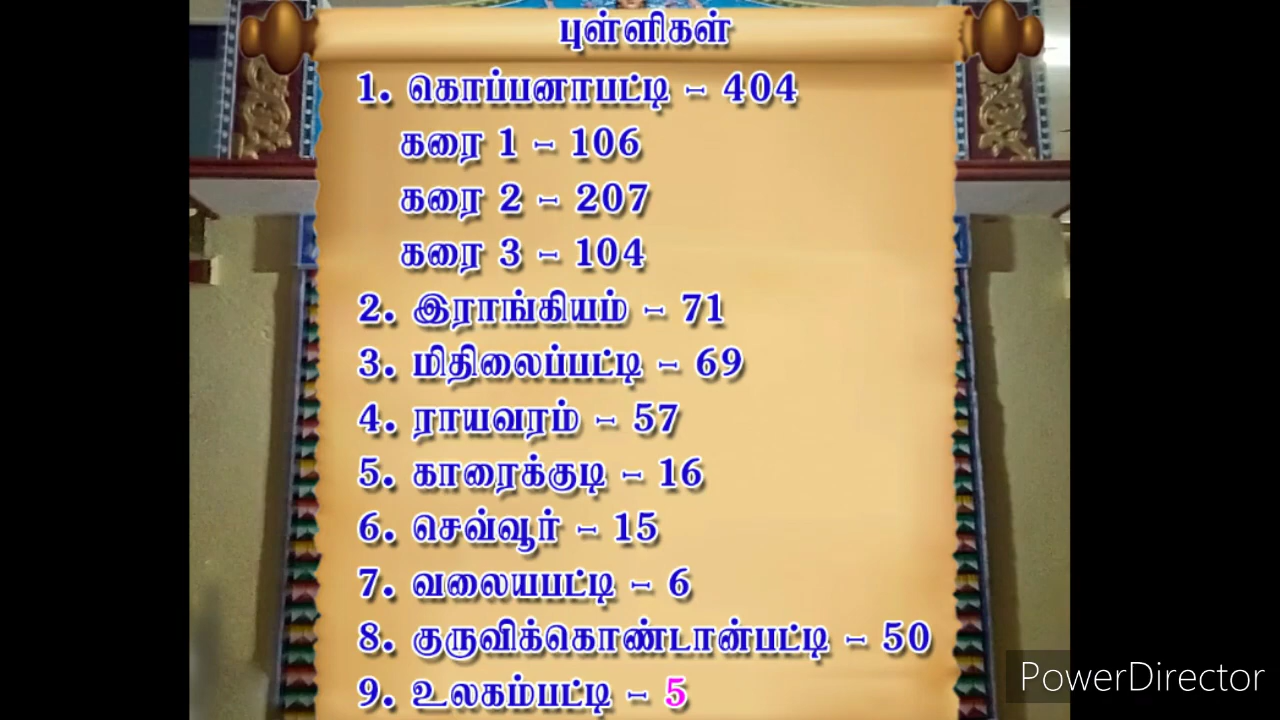 புள்ளிகள்
1. கொப்பனாபட்டி - 404
கரை 1 - 106
கரை 2 - 207
கரை 3 - 104
2. இராங்கியம் - 71
3. மிதிலைப்பட்டி - 69
4. ராயவரம் - 57
5. காரைக்குடி - 16
6. செவ்வூர் - 15
7. வலையபட்டி - 6
8. குருவிக்கொண்டான்பட்டி - 50
9. உலகம்பட்டி - 5
PowerDirector